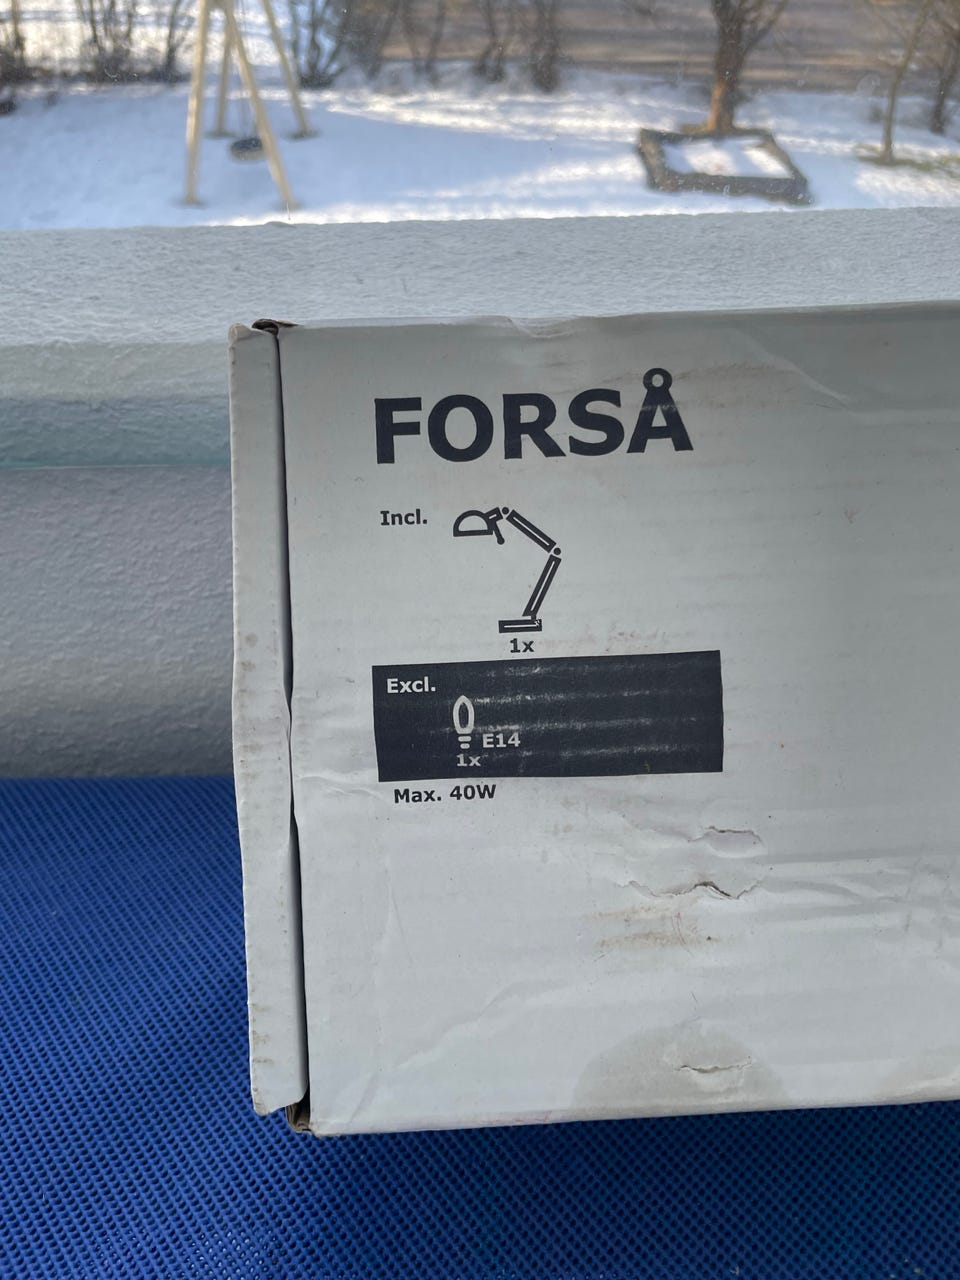 FORSÅ
Incl.
1x
Excl.
E14
1x
Max. 40W